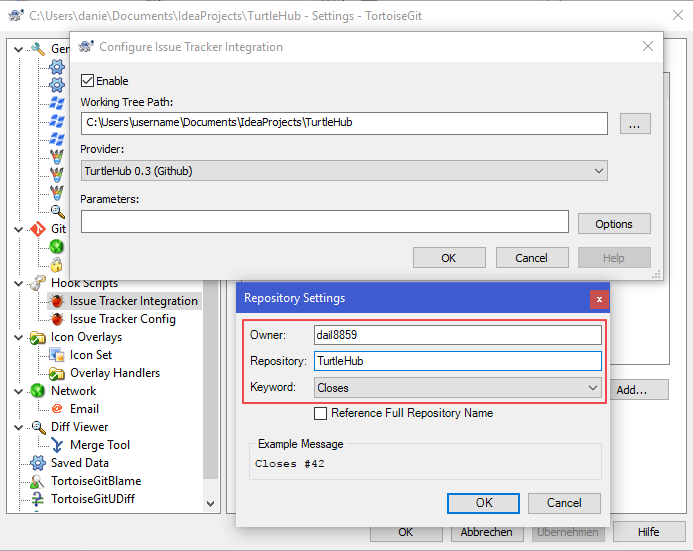 C:\Users\danie\Documents\IdeaProjects\TurtleHub - Settings - TortoiseGit
Configure Issue Tracker Integration
Enable
Working Tree Path:
C:\Users\username\Documents\IdeaProjects\TurtleHub
...
Provider:
TurtleHub 0.3 (Github)
Parameters:
Options
OK
Cancel
Help
Gen
Git
Hook Scripts
Issue Tracker Integration
Issue Tracker Config
Icon Overlays
Icon Set
Overlay Handlers
Network
Email
Diff Viewer
Merge Tool
Saved Data
TortoiseGitBlame
TortoiseGitUDiff
Repository Settings
x
Owner:
dail8859
Repository:
TurtleHub
Keyword:
Closes
Reference Full Repository Name
Example Message
Closes #42
OK
Cancel
Add...
OK
Abbrechen
Übernehmen
Hilfe